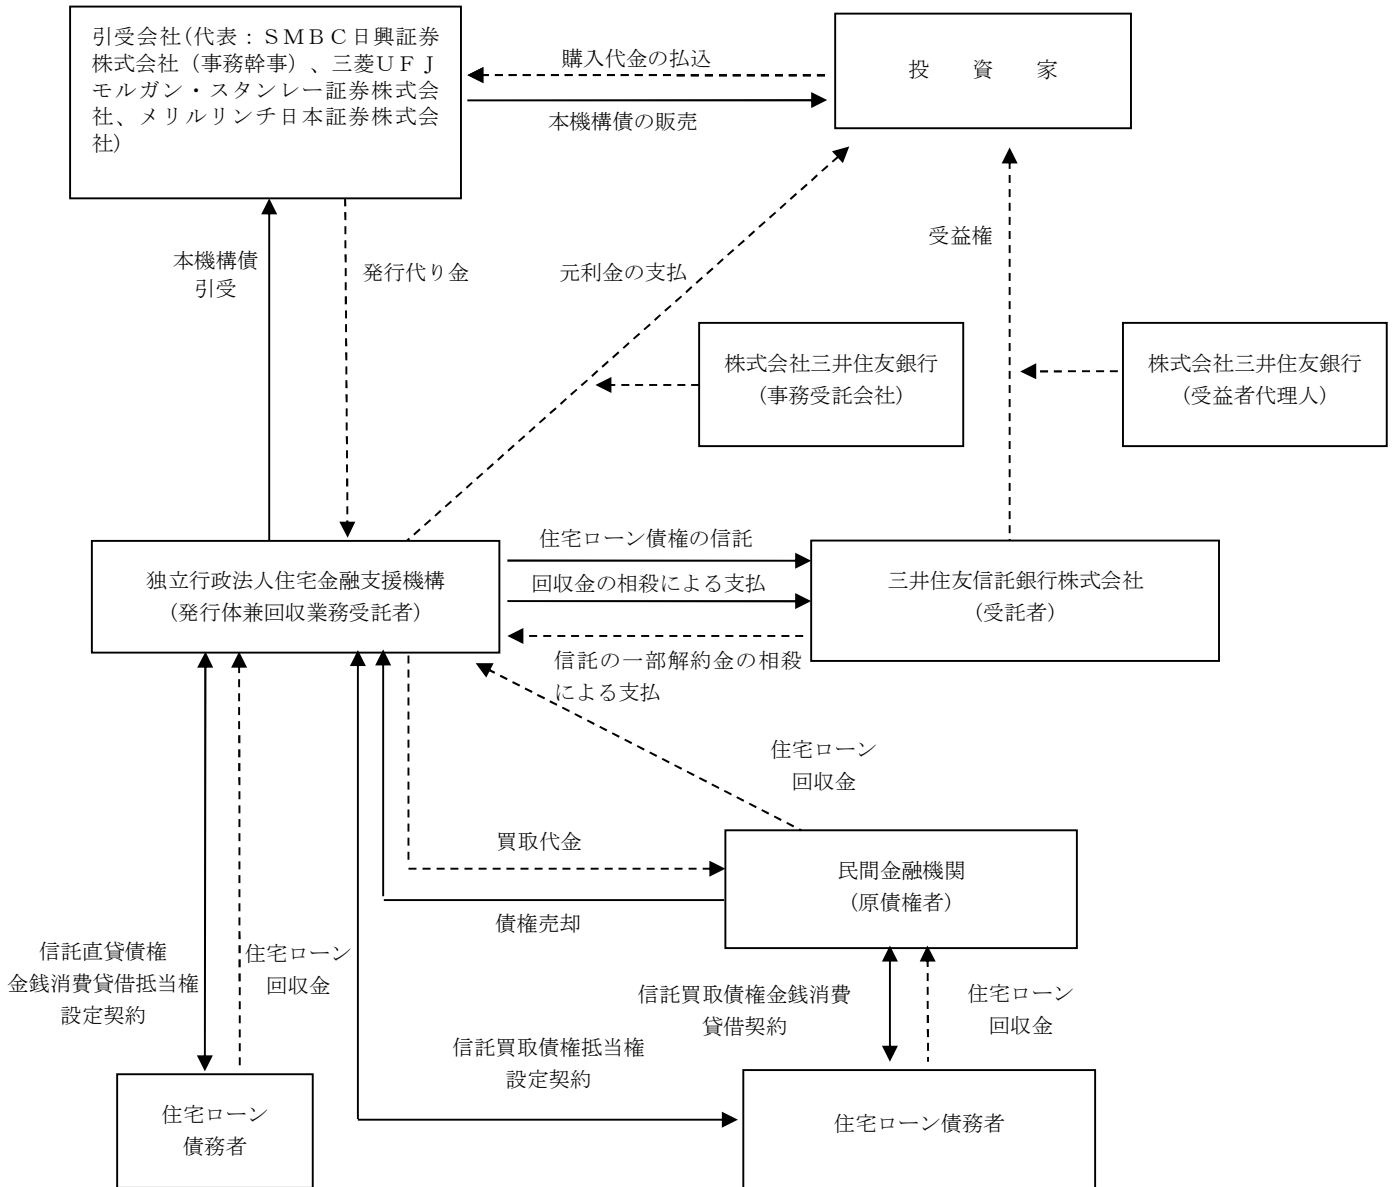 引受会社(代表：ＳＭＢＣ日興証券
株式会社（事務幹事）、三菱ＵＦＪ
モルガン・スタンレー証券株式会
社、メリルリンチ日本証券株式会
社）
購入代金の払込
本機構債の販売
投　資　家
本機構債
引受
発行代り金
元利金の支払
受益権
株式会社三井住友銀行
（事務受託会社）
株式会社三井住友銀行
（受益者代理人）
独立行政法人住宅金融支援機構
（発行体兼回収業務受託者）
住宅ローン債権の信託
回収金の相殺による支払
信託の一部解約金の相殺
による支払
三井住友信託銀行株式会社
（受託者）
住宅ローン
回収金
買取代金
債権売却
民間金融機関
（原債権者）
信託直貸債権
金銭消費貸借抵当権
設定契約
住宅ローン
回収金
信託買取債権金銭消費
貸借契約
住宅ローン
回収金
信託買取債権抵当権
設定契約
住宅ローン
債務者
住宅ローン債務者